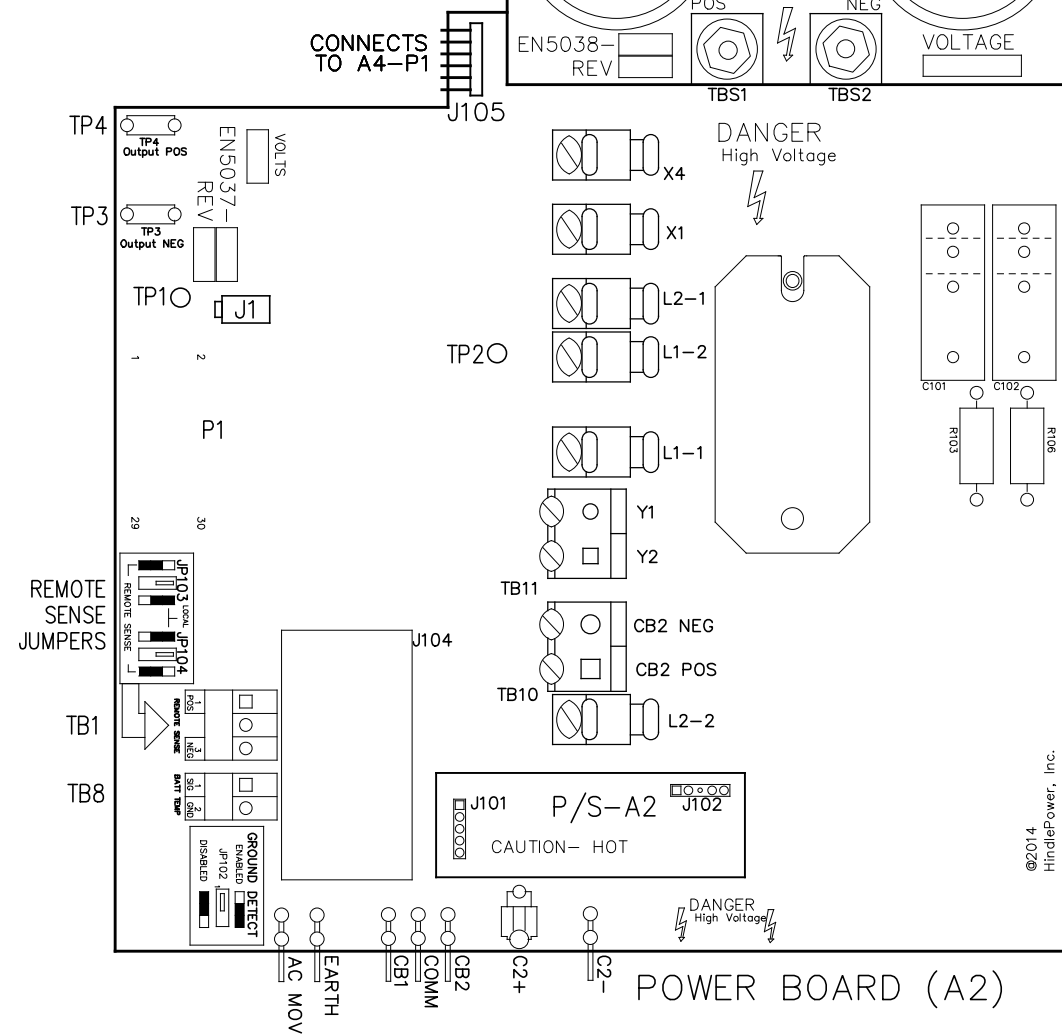 POS
NEG
CONNECTS
TO A4-P1
EN5038-
REV
VOLTAGE
TBS1
TBS2
J105
TP4
TP4
Output POS
EN5037-
REV
VOLTS
DANGER
High Voltage
X4
TP3
TP3
Output NEG
X1
TP1
J1
L2-1
TP2
L1-2
1
2
C101
C102
P1
R103
R106
L1-1
29
30
Y1
Y2
TB11
REMOTE
SENSE
JUMPERS
JP103
LOCAL
REMOTE SENSE
JP104
J104
CB2 NEG
CB2 POS
TB10
L2-2
TB1
REMOTE SENSE
1
POS
3
NEG
TB8
BATT TEMP
1
SIG
2
GND
J101
P/S-A2
J102
CAUTION- HOT
GROUND DETECT
ENABLED
JP102
1
DISABLED
DANGER
High Voltage
©2014
HindlePower, Inc.
AC MOV
EARTH
CB1
COMM
CB2
C2+
C2-
POWER BOARD (A2)